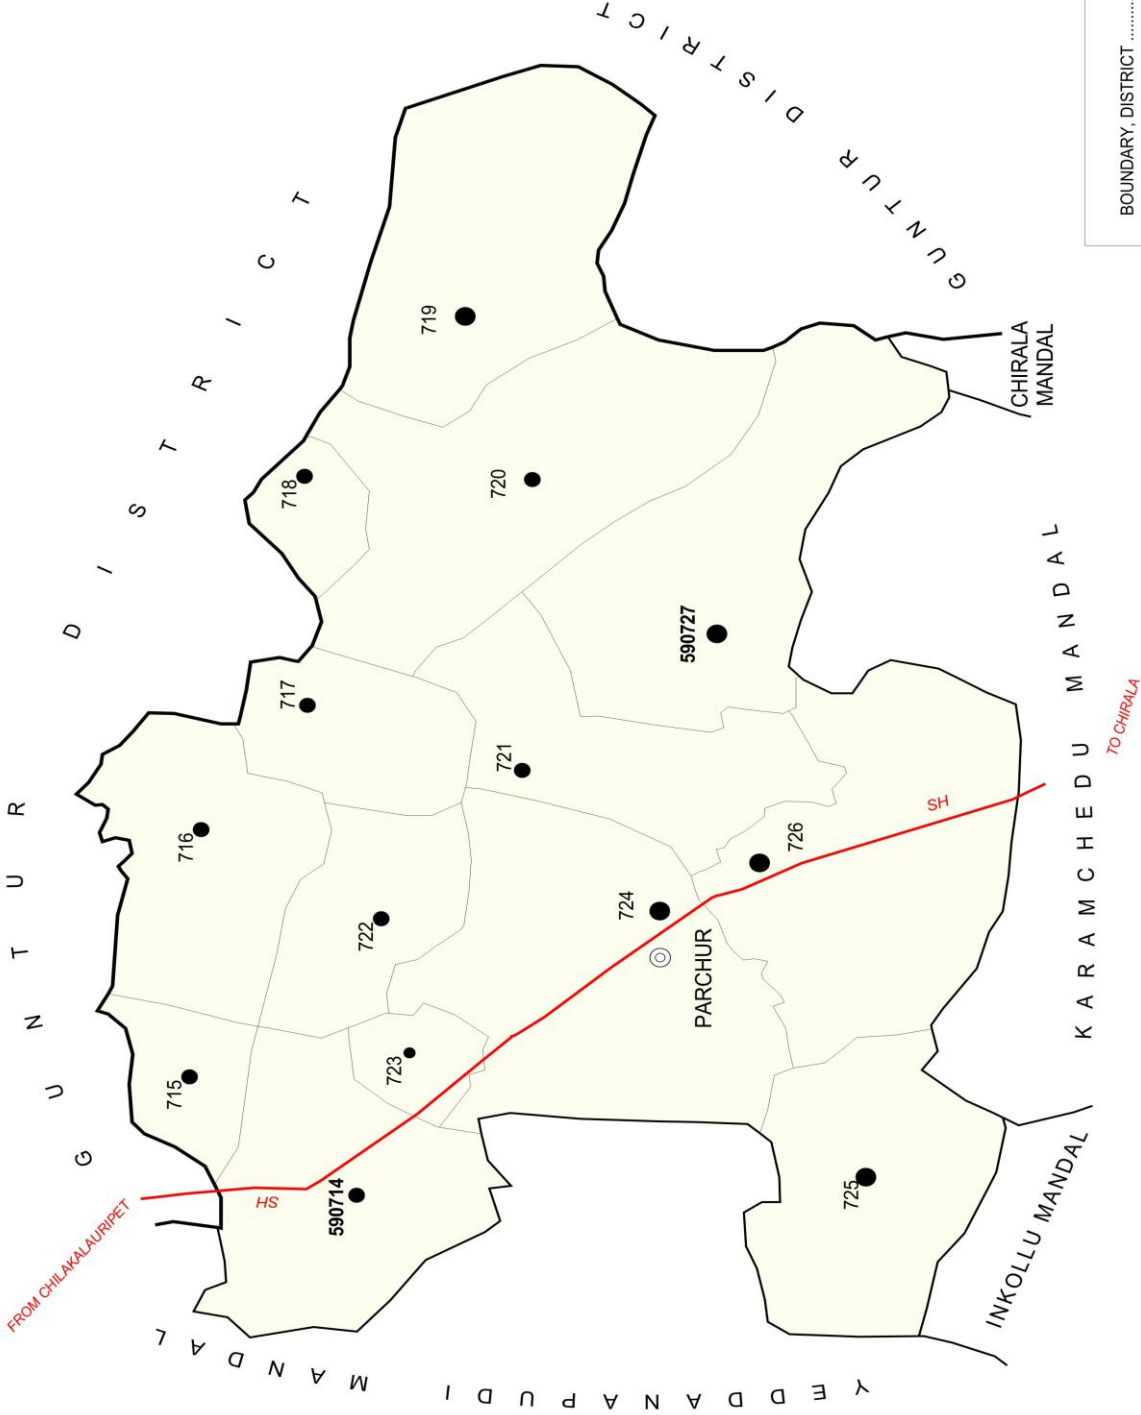 GUNTUR DISTRICT
GUNTUR DISTRICT
BOUNDARY, DISTRICT ..........
719
718
720
717
590727
716
721
722
726
724
PARCHUR
715
723
590714
725
SH
SH
FROM CHILAKALAURIPET
TO CHIRALA
CHIRALA
MANDAL
KARAMCHEDU MANDAL
INKOLLU MANDAL
YEDDANAPUDI MANDAL